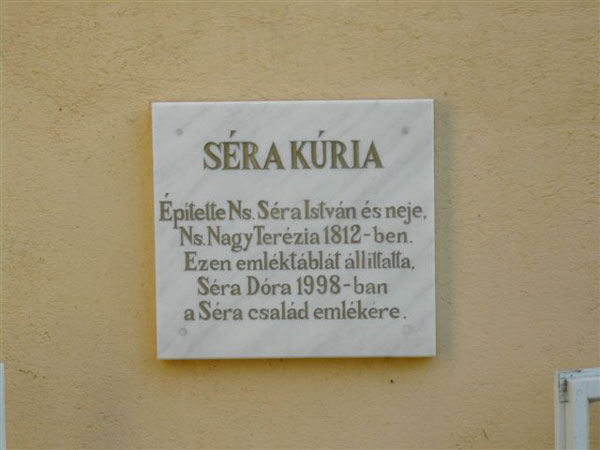 SÉRA KÚRIA
Építette Ns. Séra István és neje,
Ns. Nagy Terézia 1812-ben.
Ezen emléktáblát állíttatta,
Séra Dóra 1998-ban
a Séra család emlékére.